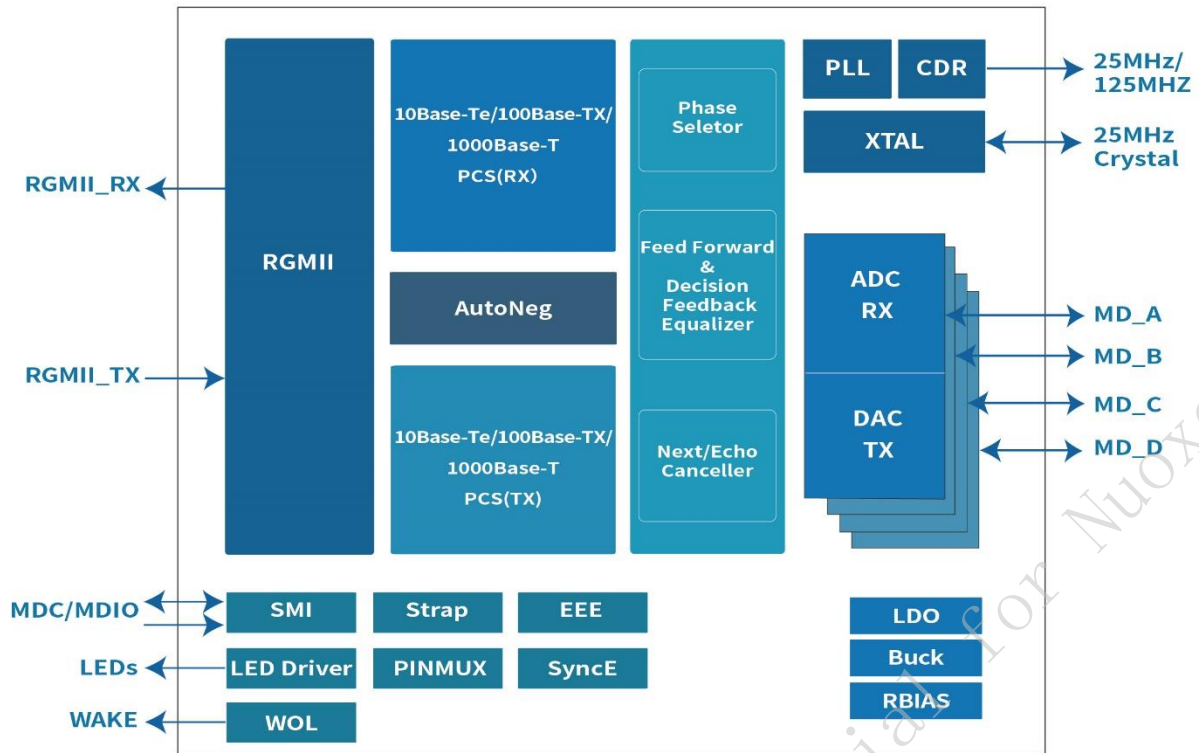 RGMII_RX
RGMII_TX
MDC/MDIO
LEDs
WAKE
RGMII
10Base-Te/100Base-TX/
1000Base-T
PCS(RX)
AutoNeg
10Base-Te/100Base-TX/
1000Base-T
PCS(TX)
Phase
Seletor
Feed Forward
&
Decision
Feedback
Equalizer
Next/Echo
Canceller
PLL
CDR
XTAL
25MHz/
125MHZ
25MHz
Crystal
ADC
RX
DAC
TX
MD_A
MD_B
MD_C
MD_D
SMI
Strap
EEE
LED Driver
PINMUX
SyncE
WOL
LDO
Buck
RBIAS
for